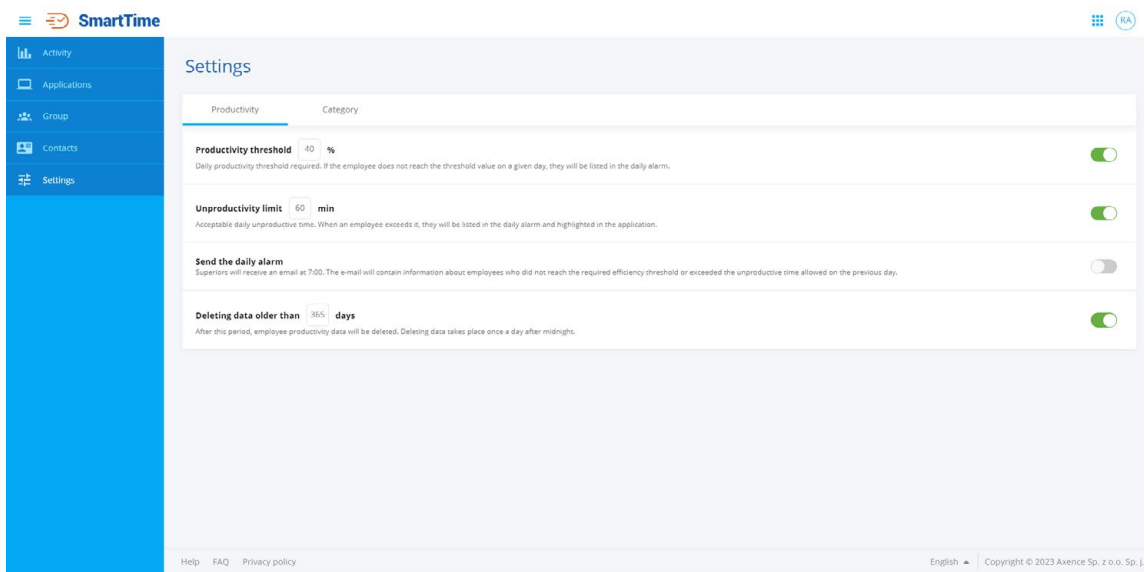 SmartTime
RA
Activity
Applications
Group
Contacts
Settings
Settings
Productivity Category
Productivity threshold 40 %
Daily productivity threshold required. If the employee does not reach the threshold value on a given day, they will be listed in the daily alarm.
Unproductivity limit 60 min
Acceptable daily unproductive time. When an employee exceeds it, they will be listed in the daily alarm and highlighted in the application.
Send the daily alarm
Superiors will receive an email at 7:00. The e-mail will contain information about employees who did not reach the required efficiency threshold or exceeded the unproductive time allowed on the previous day.
Deleting data older than 365 days
After this period, employee productivity data will be deleted. Deleting data takes place once a day after midnight.
Help FAQ Privacy policy English Copyright © 2023 Axence Sp. z o.o. Sp. j.